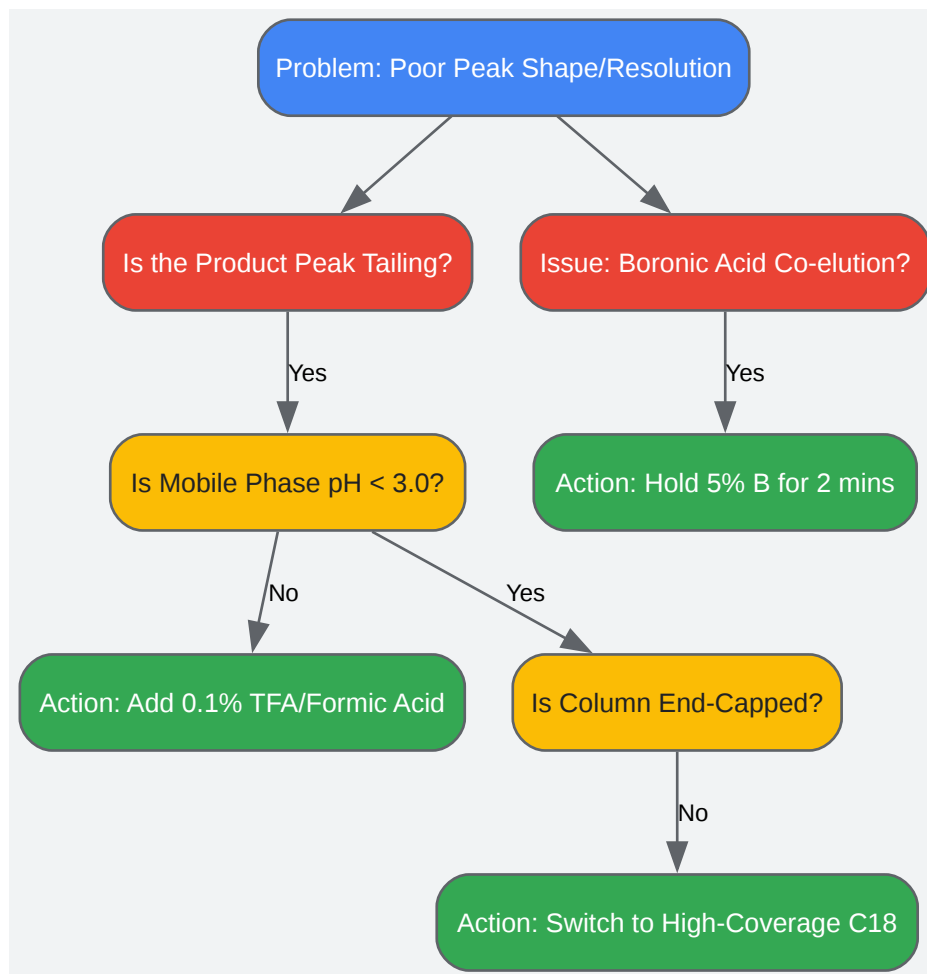 Problem: Poor Peak Shape/Resolution
Is the Product Peak Tailing?
Issue: Boronic Acid Co-elution?
Yes
Yes
Is Mobile Phase pH < 3.0?
Action: Hold 5% B for 2 mins
No
Yes
Action: Add 0.1% TFA/Formic Acid
Is Column End-Capped?
No
Action: Switch to High-Coverage C18